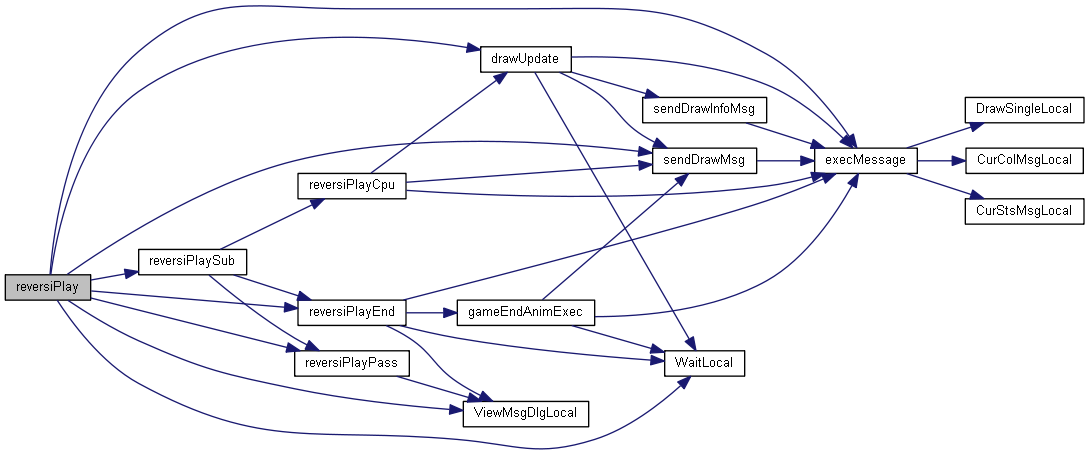 drawUpdate
sendDrawInfoMsg
DrawSingleLocal
sendDrawMsg
execMessage
CurColMsgLocal
reversiPlayCpu
CurStsMsgLocal
reversiPlaySub
reversiPlay
reversiPlayEnd
gameEndAnimExec
reversiPlayPass
WaitLocal
ViewMsgDlgLocal